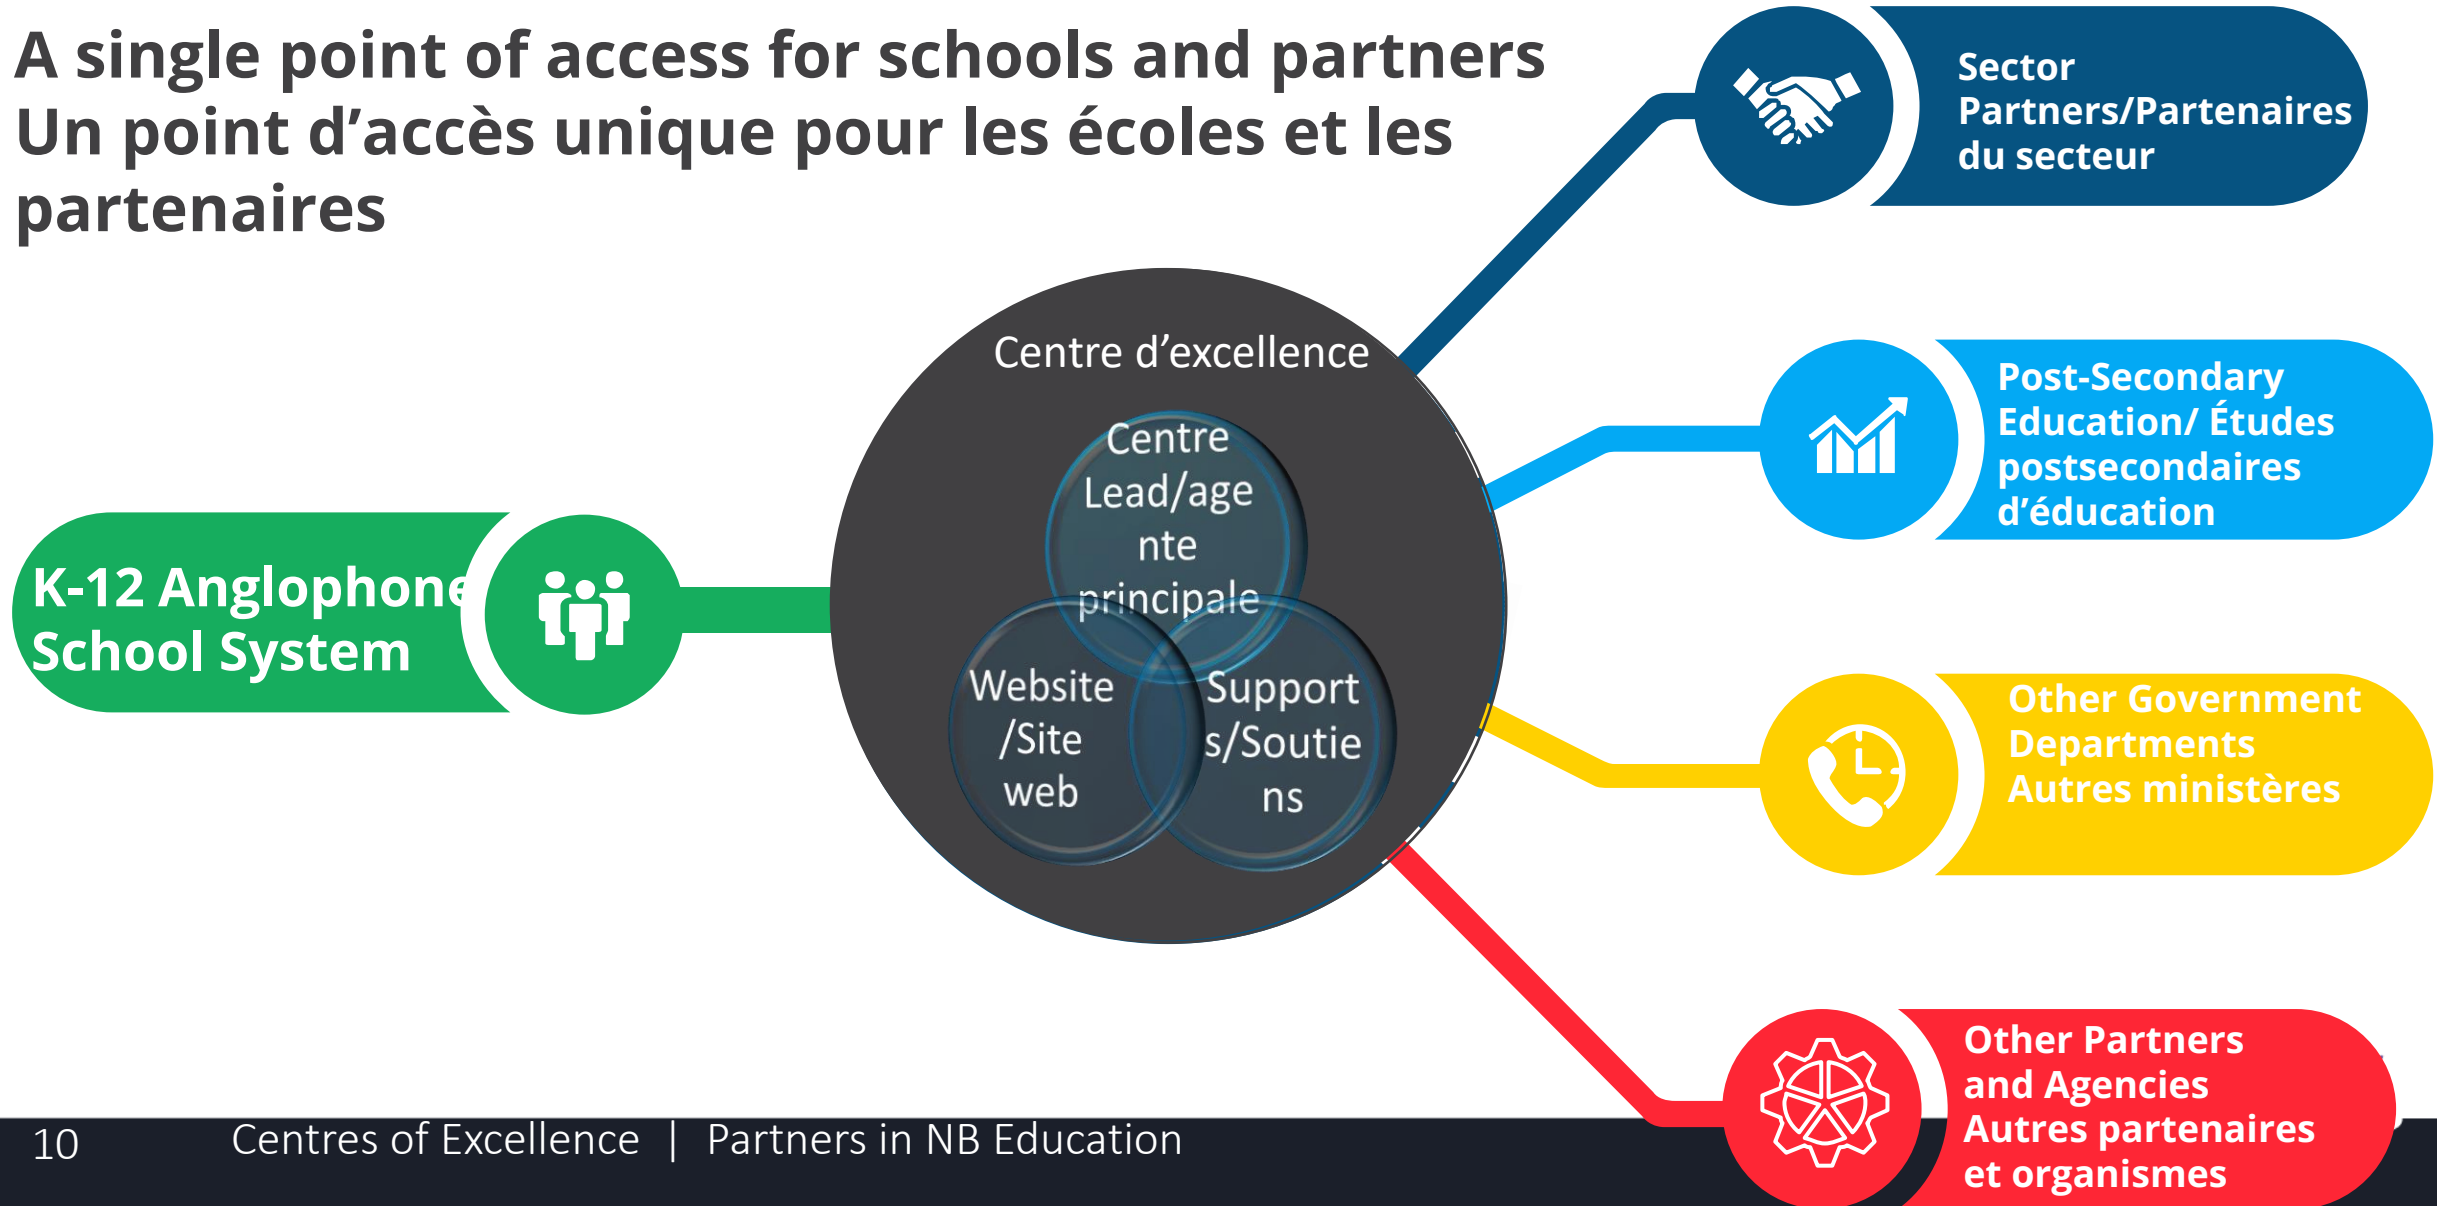 A single point of access for schools and partners
Un point d’accès unique pour les écoles et les
partenaires
Sector
Partners/Partenaires
du secteur
Centre d’excellence
Centre
Lead/age
nte
principale
Website
/Site
web
Support
s/Soutie
ns
K-12 Anglophone
School System
Post-Secondary
Education/ Études
postsecondaires
d’éducation
Other Government
Departments
Autres ministères
Other Partners
and Agencies
Autres partenaires
et organismes
10
Centres of Excellence | Partners in NB Education